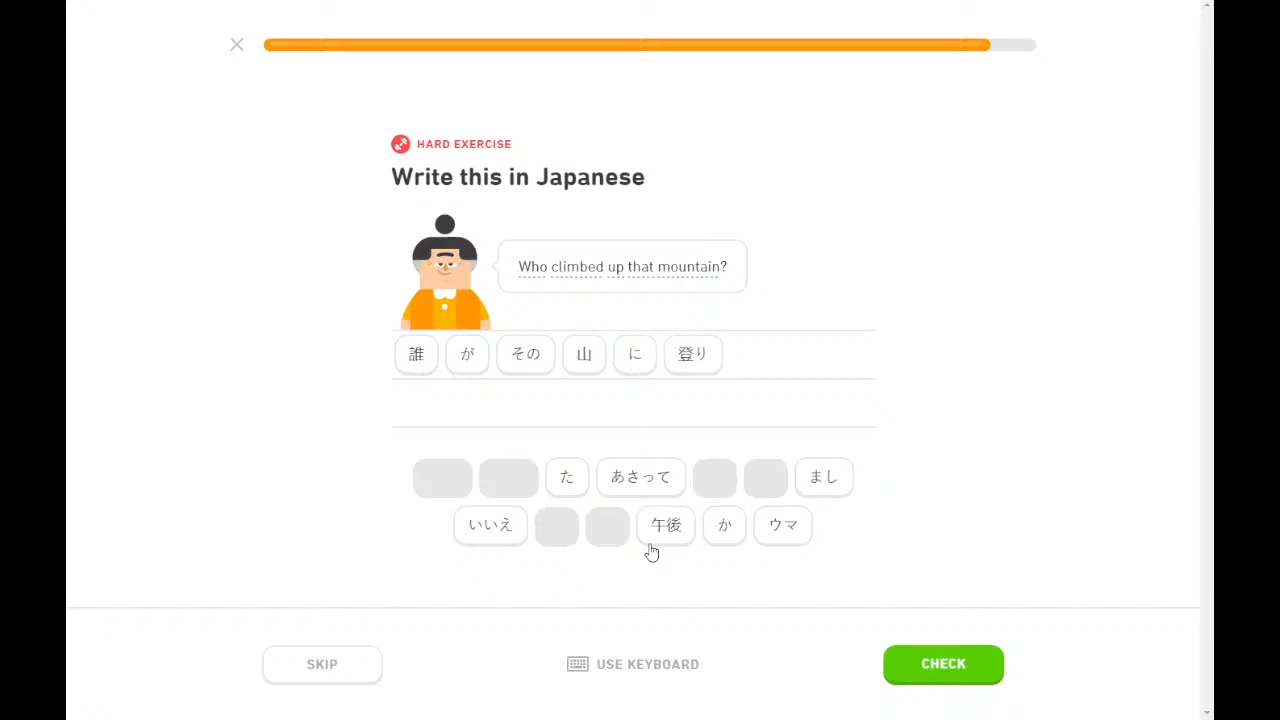 HARD EXERCISE
Write this in Japanese
Who climbed up that mountain?
誰 が その 山 に 登り
た あさって まし
いいえ 午後 か ウマ
SKIP USE KEYBOARD CHECK